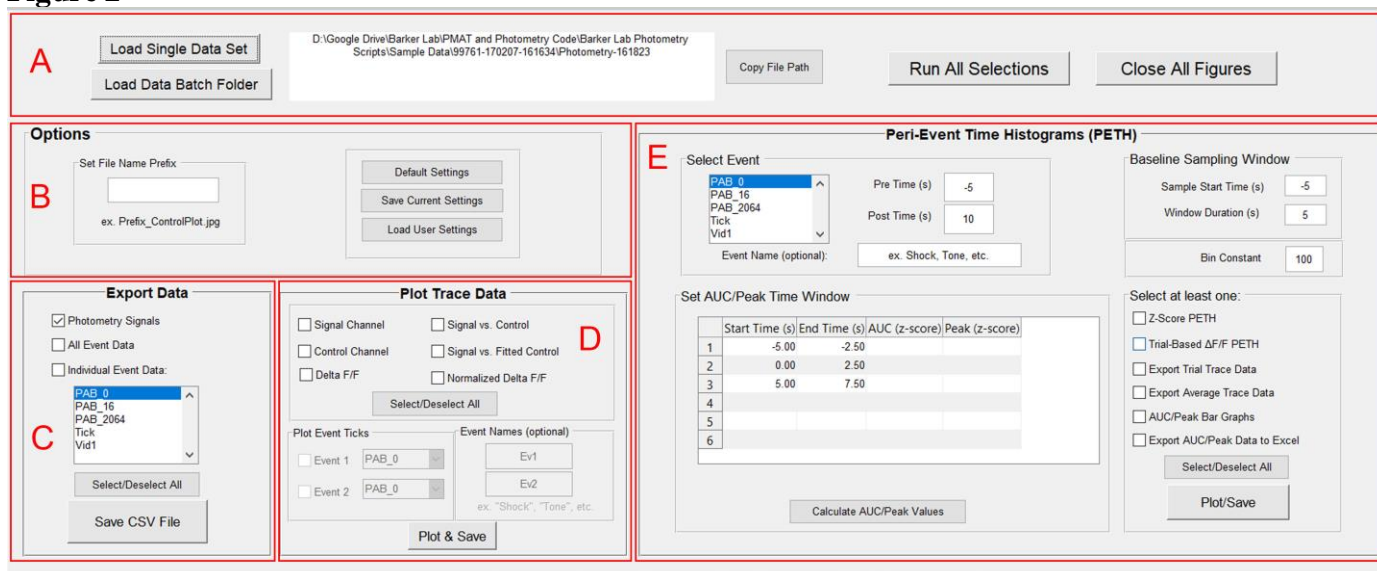 A
Load Single Data Set
Load Data Batch Folder
D:\Google Drive\Barker Lab\PMAT and Photometry Code\Barker Lab Photometry
Scripts\Sample Data\99761-170207-161634\Photometry-161823
Copy File Path
Run All Selections
Close All Figures
Options
B
Set File Name Prefix
ex. Prefix_ControlPlot.jpg
Default Settings
Save Current Settings
Load User Settings
Export Data
C
Photometry Signals
All Event Data
Individual Event Data:
PAB_0
PAB_16
PAB_2064
Tick
Vid1
Select/Deselect All
Save CSV File
Plot Trace Data
D
Signal Channel
Signal vs. Control
Control Channel
Signal vs. Fitted Control
Delta F/F
Normalized Delta F/F
Select/Deselect All
Plot Event Ticks
Event 1 PAB_0
Event 2 PAB_0
Event Names (optional)
Ev1
Ev2
ex. "Shock", "Tone", etc.
Plot & Save
Peri-Event Time Histograms (PETH)
E
Select Event
PAB_0
PAB_16
PAB_2064
Tick
Vid1
Pre Time (s) -5
Post Time (s) 10
Event Name (optional): ex. Shock, Tone, etc.
Baseline Sampling Window
Sample Start Time (s) -5
Window Duration (s) 5
Bin Constant 100
Set AUC/Peak Time Window
Start Time (s) End Time (s) AUC (z-score) Peak (z-score)
1 -5.00 -2.50
2 0.00 2.50
3 5.00 7.50
4
5
6
Calculate AUC/Peak Values
Select at least one:
Z-Score PETH
Trial-Based ΔF/F PETH
Export Trial Trace Data
Export Average Trace Data
AUC/Peak Bar Graphs
Export AUC/Peak Data to Excel
Select/Deselect All
Plot/Save